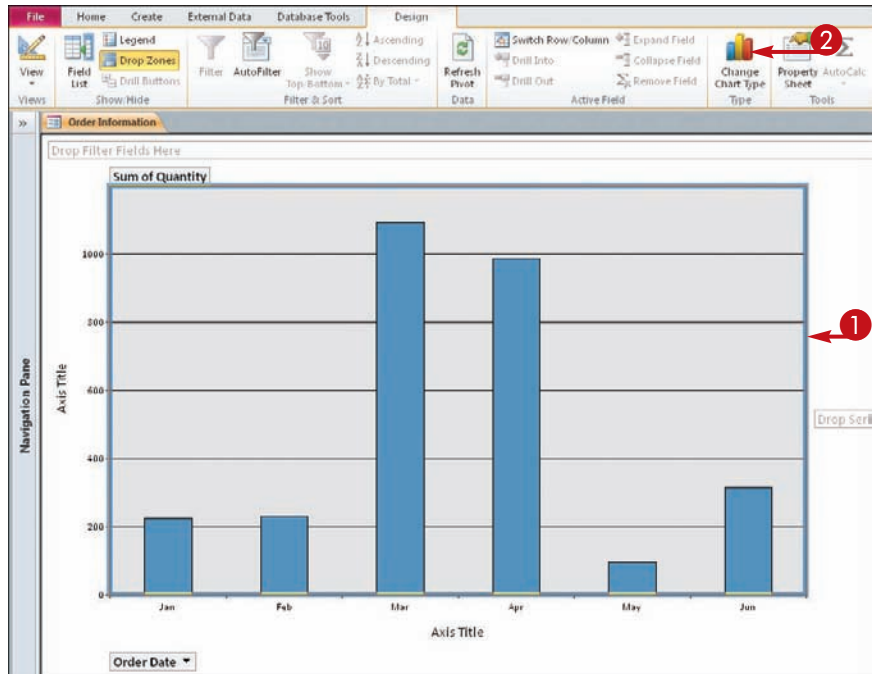 File Home Create External Data Database Tools Design
View
Views
Field List
Legend
Drop Zones
Drill Buttons
Show/Hide
Filter
AutoFilter
Show Top/Bottom
Ascending
Descending
By Total
Filter & Sort
Refresh Pivot
Data
Switch Row/Column
Drill Into
Drill Out
Expand Field
Collapse Field
Remove Field
Active Field
Change Chart Type
Type
2
Property Sheet
AutoCalc
Tools
»
Order Information
Navigation Pane
Drop Filter Fields Here
Sum of Quantity
1000
800
600
400
200
0
Axis Title
1
Drop
Jan Feb Mar Apr May Jun
Axis Title
Order Date